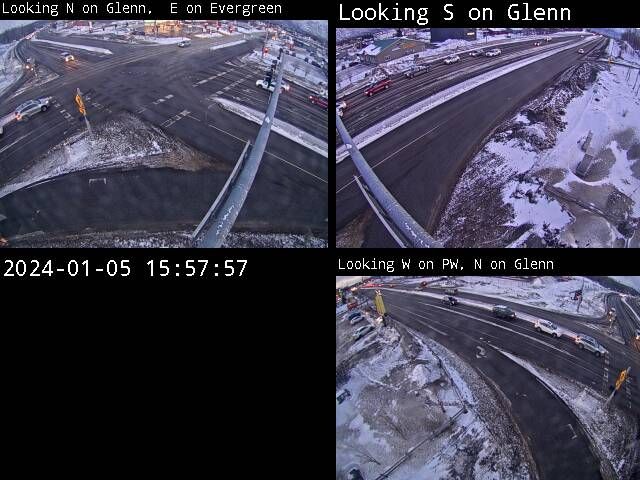 Looking N on Glenn, E on Evergreen
Looking S on Glenn
2024-01-05 15:57:57
Looking W on PW, N on Glenn